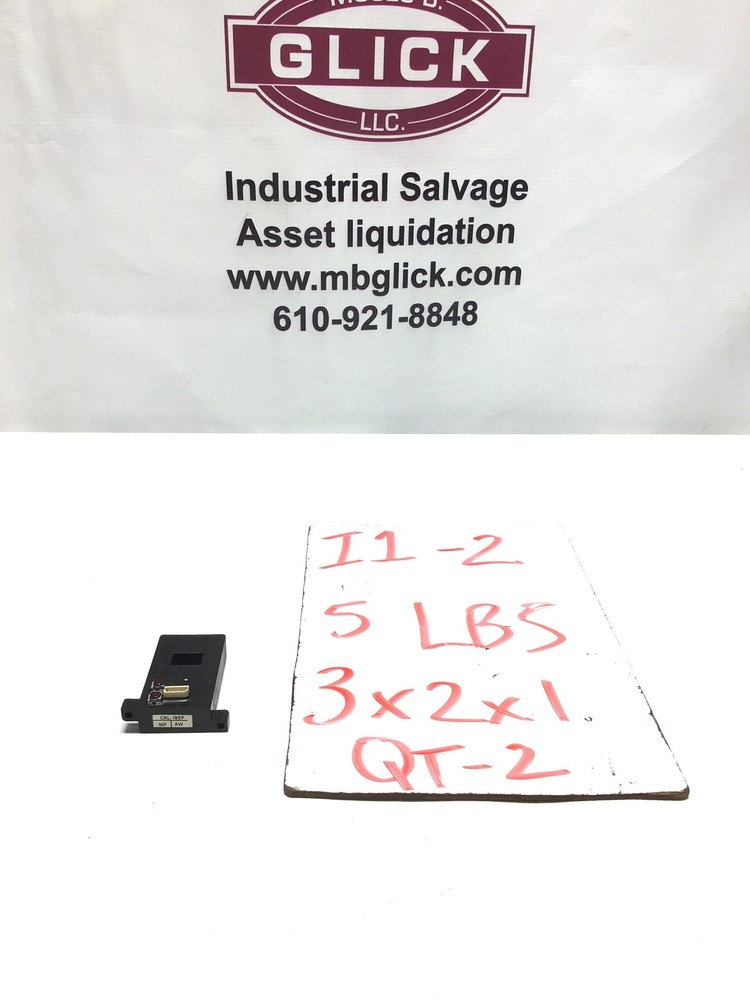 GLICK
LLC.
Industrial Salvage
Asset liquidation
www.mbglick.com
610-921-8848
I1-2
5 LBS
3x2x1
QT-2
CAL-INSP
MP AW